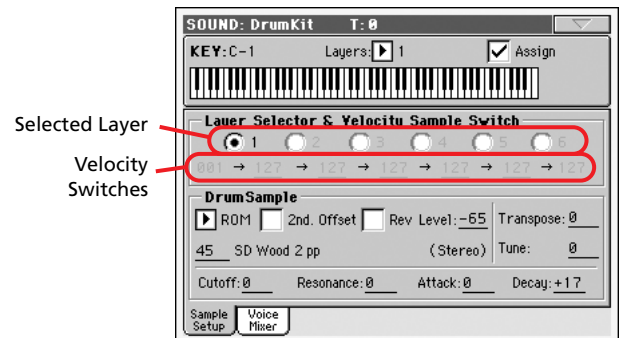 SOUND: DrumKit T:0
KEY:C-1 Layers: 1 Assign
Layer Selector & Velocity Sample Switch
Selected Layer
1 2 3 4 5 6
Velocity Switches
001 → 127 → 127 → 127 → 127 → 127 → 127
DrumSample
ROM 2nd. Offset Rev Level:-65 Transpose:0
45 SD Wood 2 pp (Stereo) Tune: 0
Cutoff:0 Resonance:0 Attack:0 Decay:+17
Sample Setup Voice Mixer